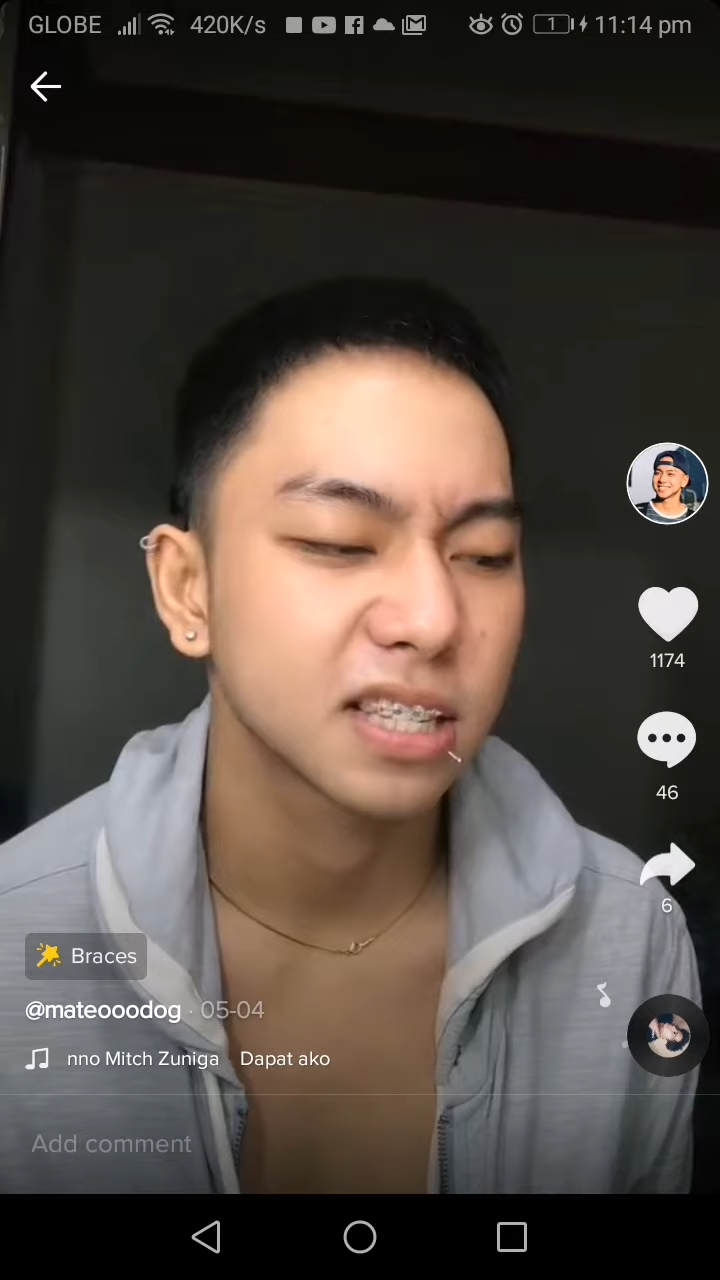 GLOBE 420K/s 1 11:14 pm
1174
46
6
Braces
@mateooodog · 05-04
nno Mitch Zuniga Dapat ako
Add comment